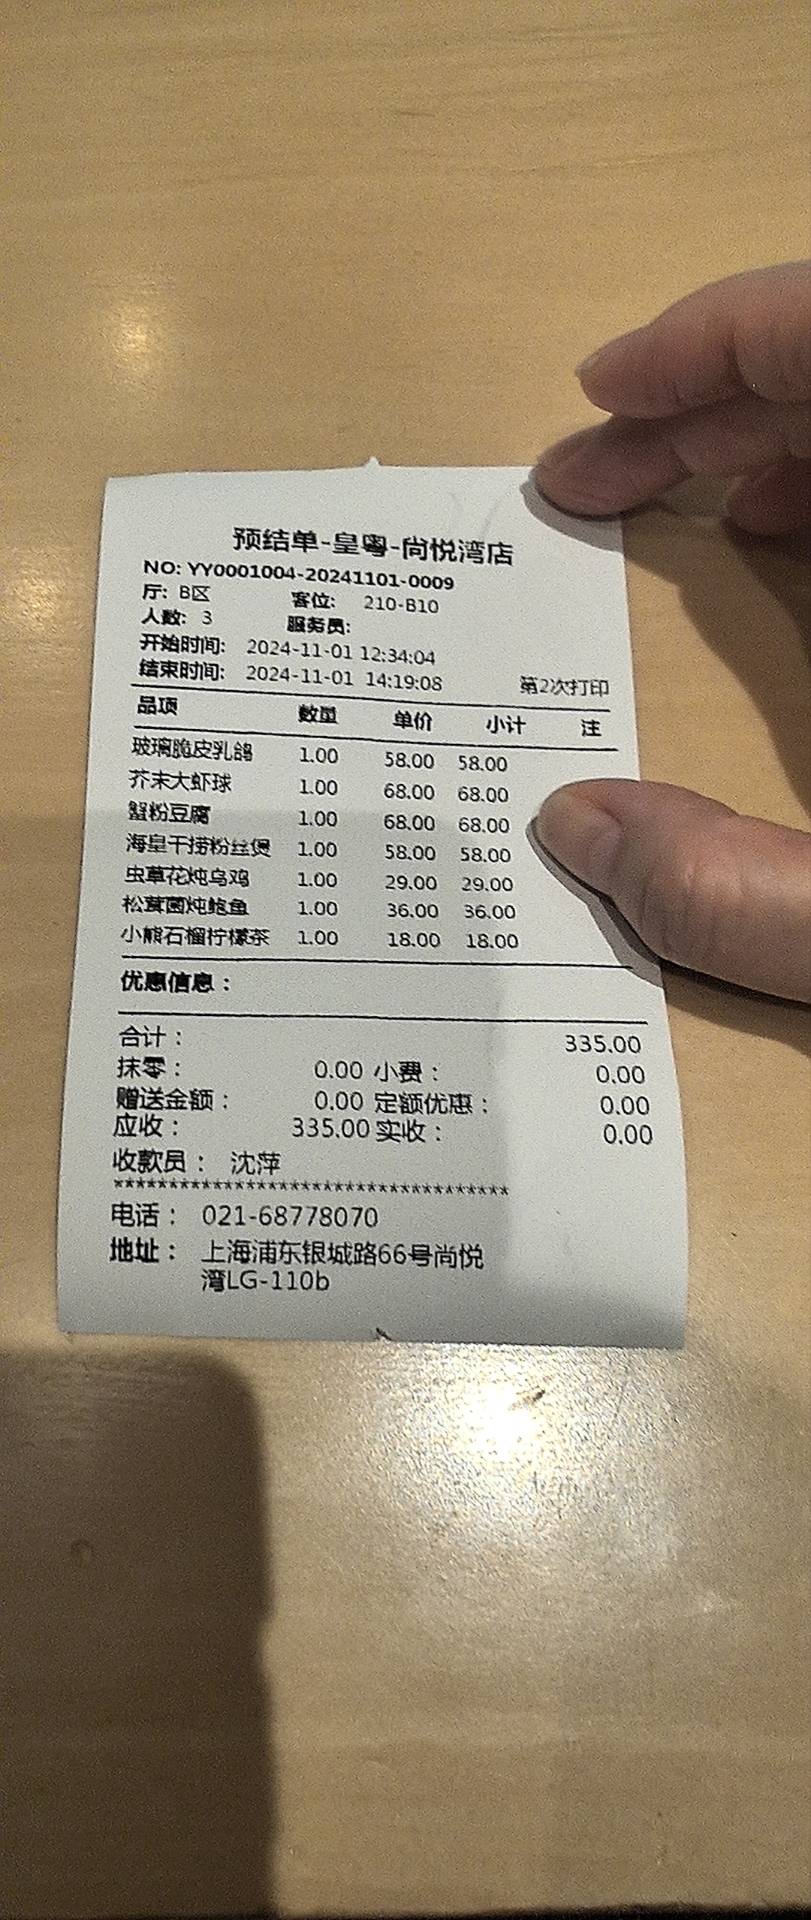 预结单-皇粤-尚悦湾店
NO: YY0001004-20241101-0009
厅: B区 客位: 210-B10
人数: 3 服务员:
开始时间: 2024-11-01 12:34:04
结束时间: 2024-11-01 14:19:08 第2次打印
品项 数量 单价 小计 注
玻璃脆皮乳鸽 1.00 58.00 58.00
芥末大虾球 1.00 68.00 68.00
蟹粉豆腐 1.00 68.00 68.00
海皇干捞粉丝煲 1.00 58.00 58.00
虫草花炖乌鸡 1.00 29.00 29.00
松茸菌炖鲍鱼 1.00 36.00 36.00
小熊石榴柠檬茶 1.00 18.00 18.00
优惠信息:
合计: 335.00
抹零: 0.00 小费: 0.00
赠送金额: 0.00 定额优惠: 0.00
应收: 335.00 实收: 0.00
收款员: 沈萍
***********************************
电话: 021-68778070
地址: 上海浦东银城路66号尚悦
湾LG-110b